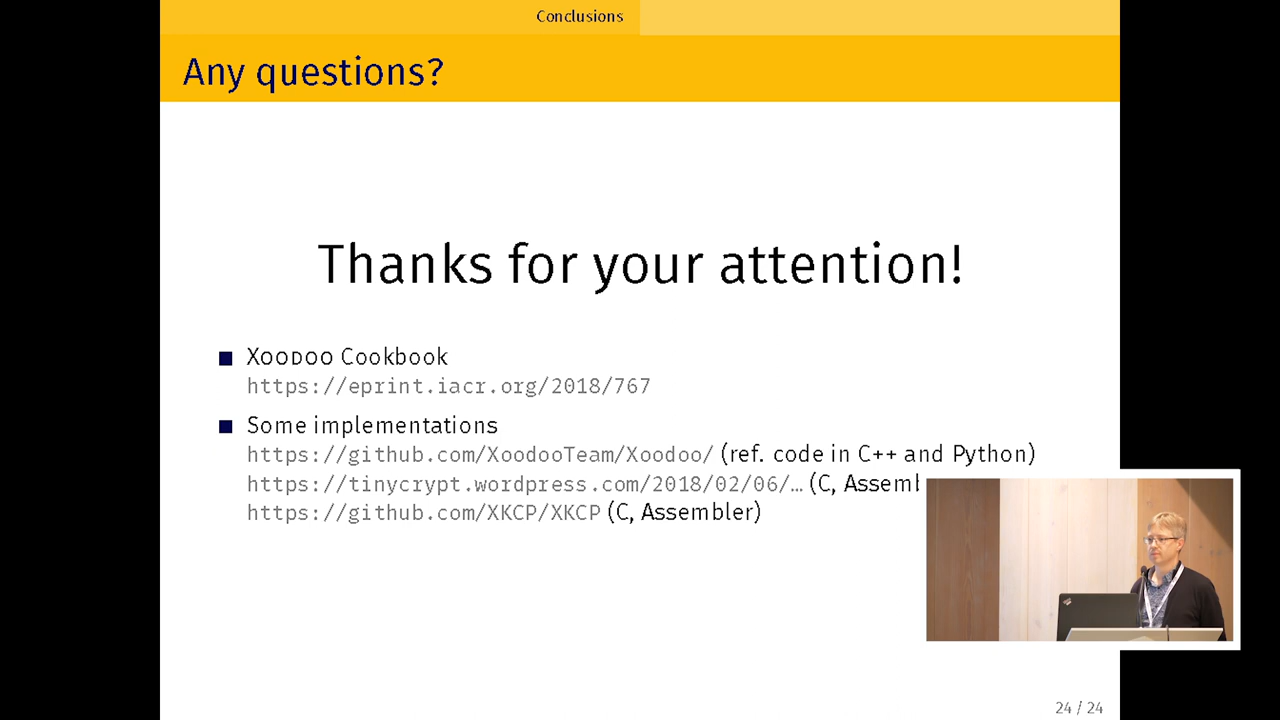 Conclusions
Any questions?
Thanks for your attention!
Xoodoo Cookbook
https://eprint.iacr.org/2018/767
Some implementations
https://github.com/XoodooTeam/Xoodoo/ (ref. code in C++ and Python)
https://tinycrypt.wordpress.com/2018/02/06/… (C,
https://github.com/XKCP/XKCP (C, Assembler)
24 / 24